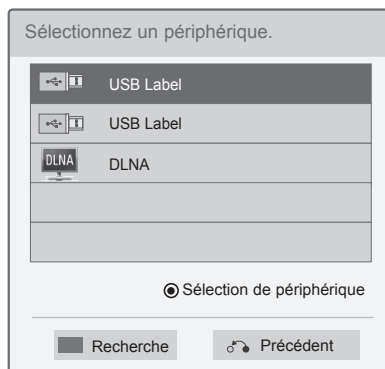 Sélectionnez un périphérique.
USB Label
USB Label
DLNA DLNA
Sélection de périphérique
Recherche Précédent